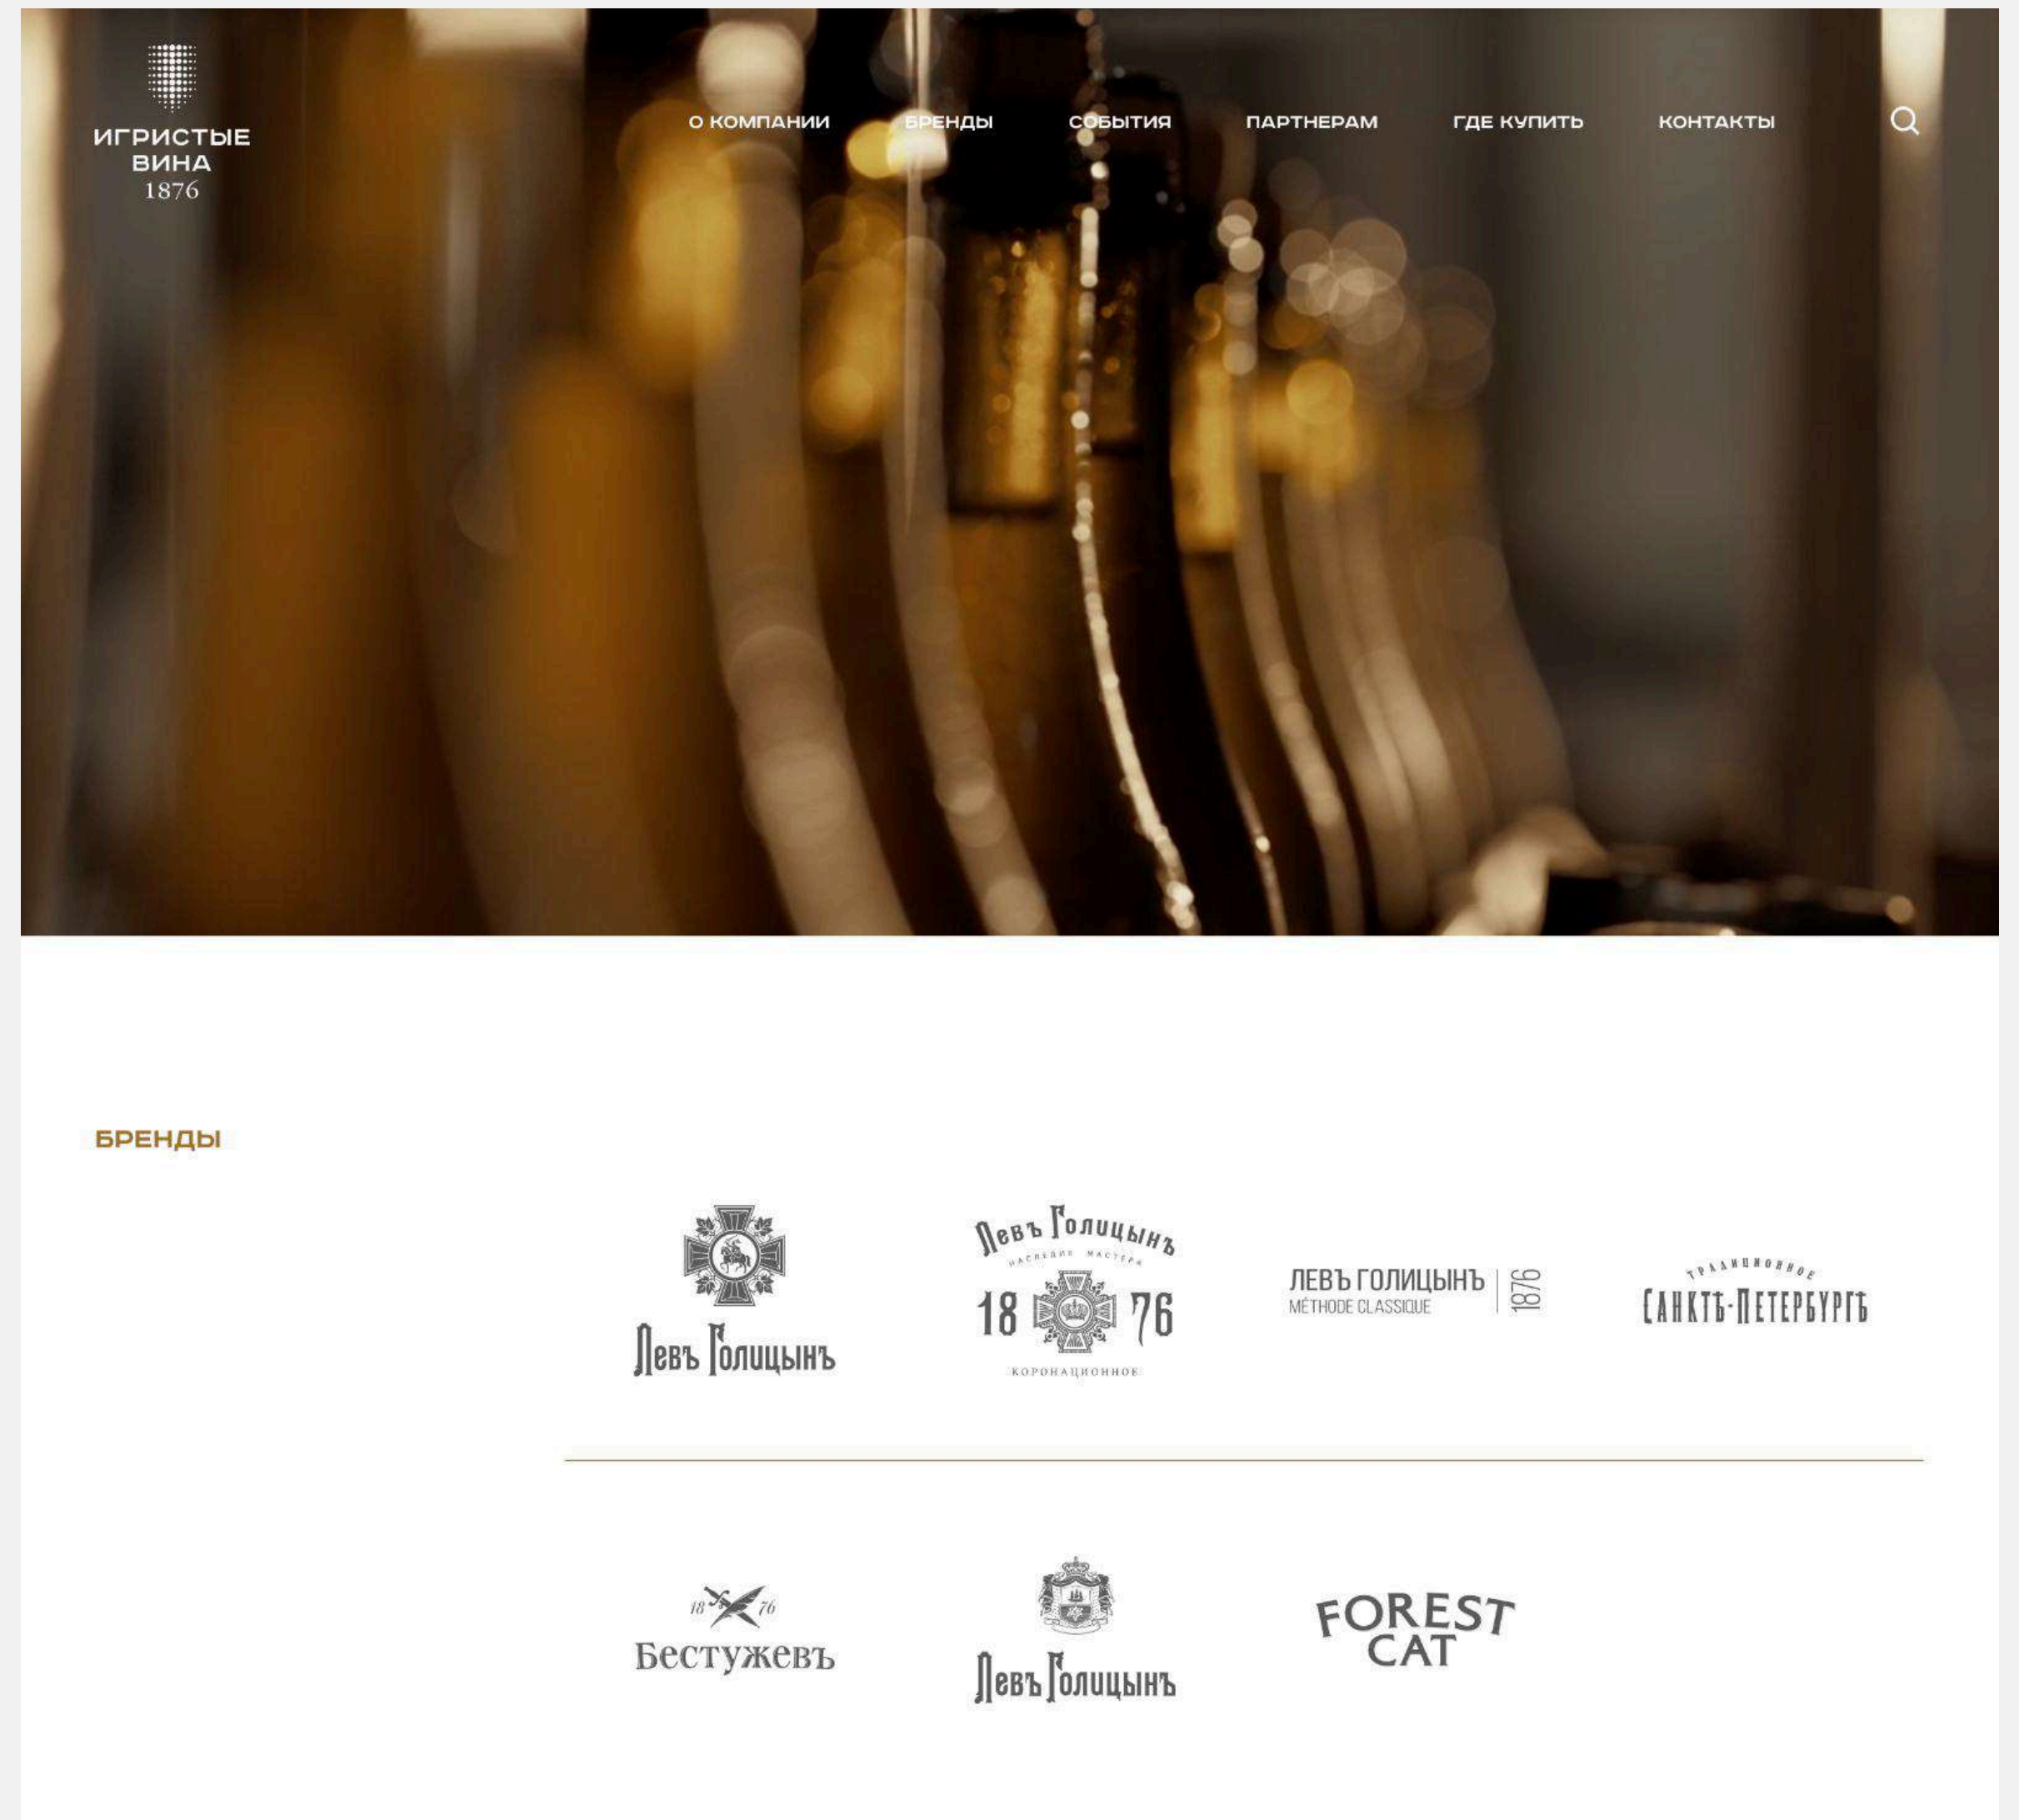 ИГРИСТЫЕ
ВИНА
1876
О КОМПАНИИ БРЕНДЫ СОБЫТИЯ ПАРТНЕРАМ ГДЕ КУПИТЬ КОНТАКТЫ
БРЕНДЫ
Левъ Голицынъ
Левъ Голицынъ
НАСЛЕДИЕ МАСТЕРА
18 76
КОРОНАЦИОННОЕ
ЛЕВЪ ГОЛИЦЫНЪ
MÉTHODE CLASSIQUE
1876
ТРАДИЦИОННОЕ
САНКТЪ-ПЕТЕРБУРГЪ
18 76
Бестужевъ
Левъ Голицынъ
FOREST
CAT